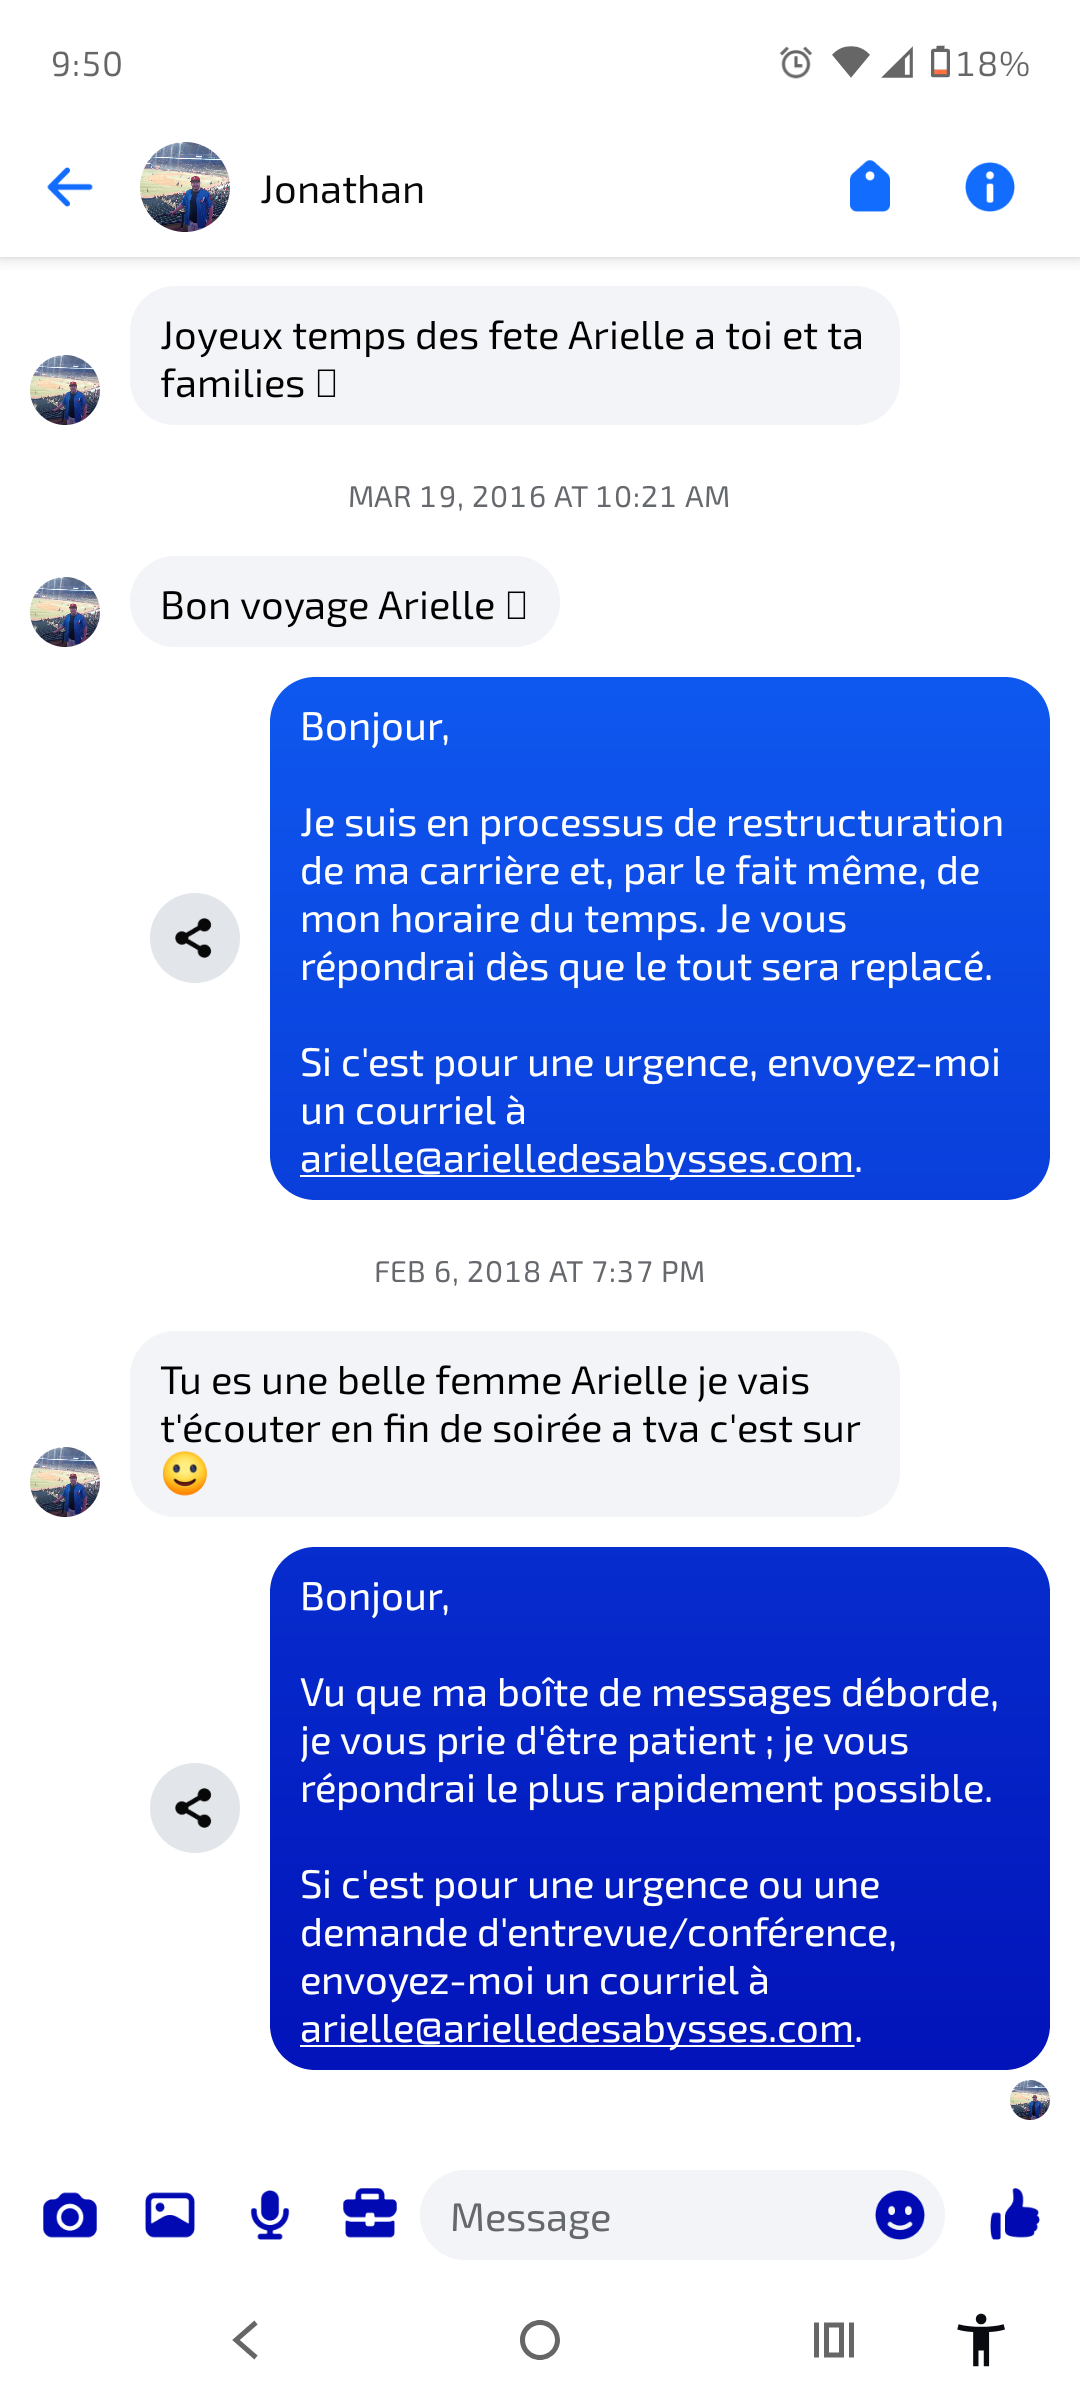 9:50
18%
Jonathan
Joyeux temps des fete Arielle a toi et ta
families
MAR 19, 2016 AT 10:21 AM
Bon voyage Arielle
Bonjour,
Je suis en processus de restructuration
de ma carrière et, par le fait même, de
mon horaire du temps. Je vous
répondrai dès que le tout sera replacé.
Si c'est pour une urgence, envoyez-moi
un courriel à
arielle@arielledesabysses.com.
FEB 6, 2018 AT 7:37 PM
Tu es une belle femme Arielle je vais
t'écouter en fin de soirée a tva c'est sur
🙂
Bonjour,
Vu que ma boîte de messages déborde,
je vous prie d'être patient ; je vous
répondrai le plus rapidement possible.
Si c'est pour une urgence ou une
demande d'entrevue/conférence,
envoyez-moi un courriel à
arielle@arielledesabysses.com.
Message